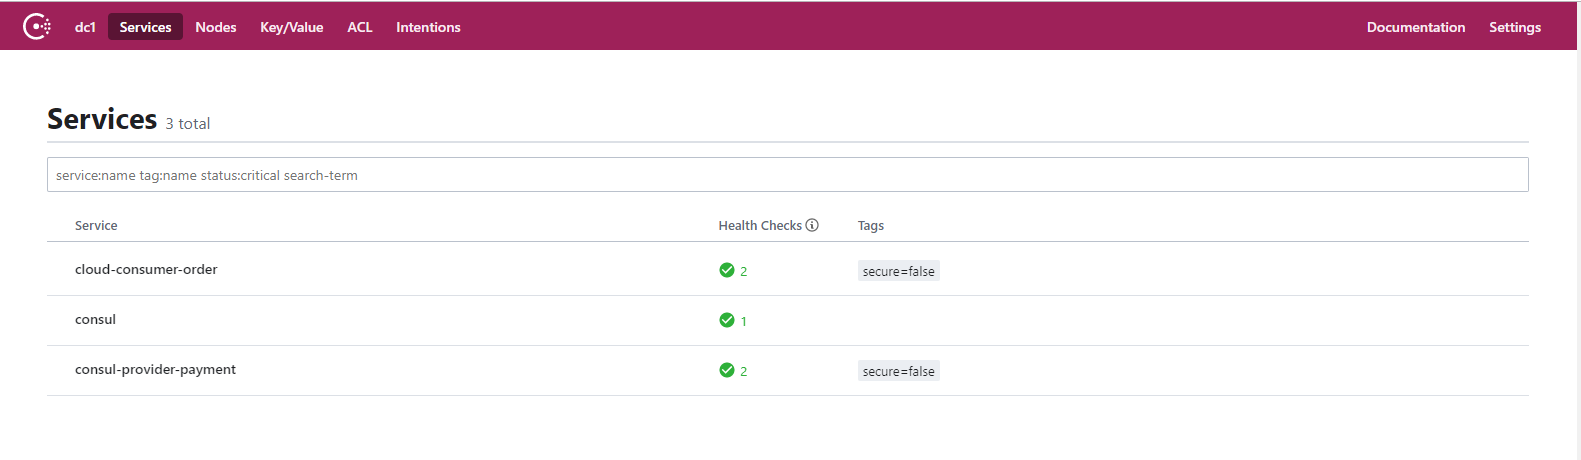 dc1 Services Nodes Key/Value ACL Intentions Documentation Settings
Services 3 total
service:name tag:name status:critical search-term
Service Health Checks Tags
cloud-consumer-order 2 secure=false
consul 1
consul-provider-payment 2 secure=false